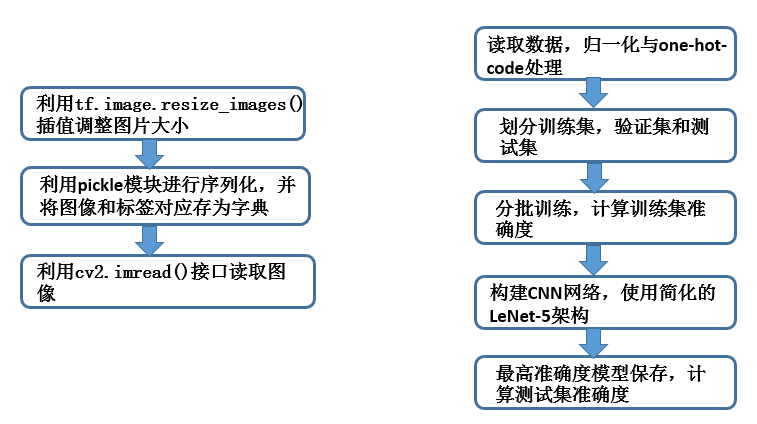 利用tf.image.resize_images()
插值调整图片大小
利用pickle模块进行序列化，并
将图像和标签对应存为字典
利用cv2.imread()接口读取图
像
读取数据，归一化与one-hot-
code处理
划分训练集，验证集和测
试集
分批训练，计算训练集准
确度
构建CNN网络，使用简化的
LeNet-5架构
最高准确度模型保存，计
算测试集准确度